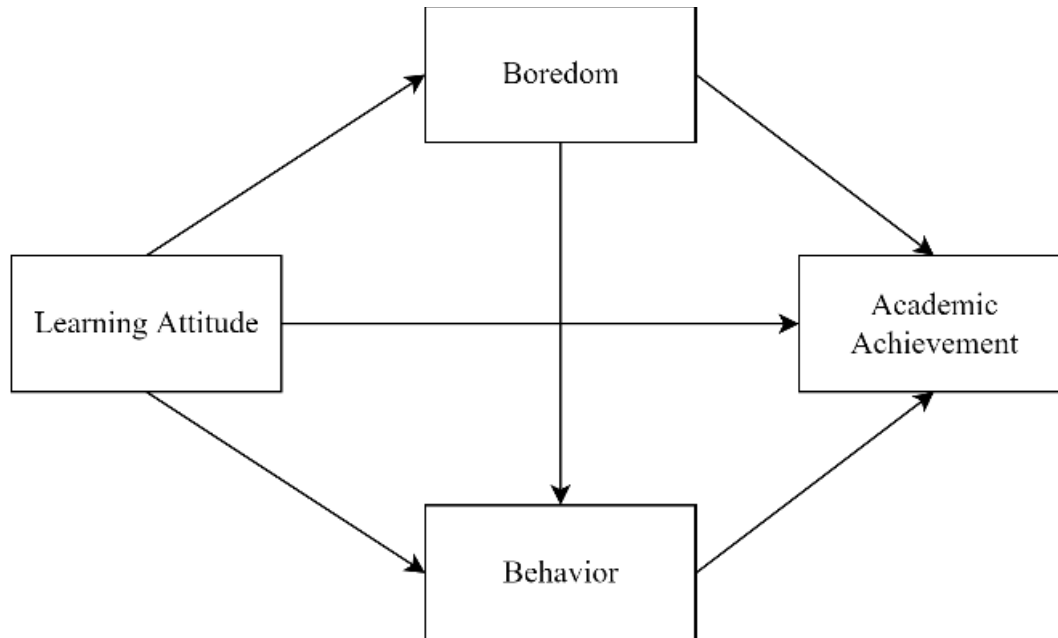 Boredom
Learning Attitude
Academic
Achievement
Behavior